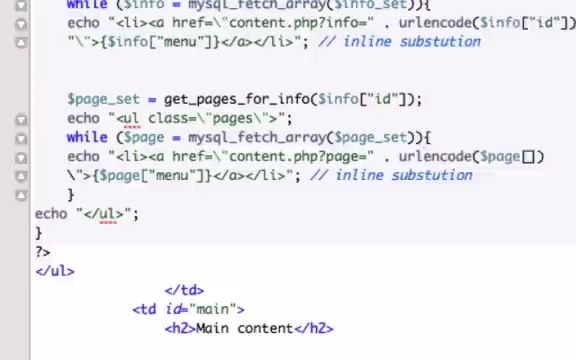 while ($info = mysql_fetch_array($info_set)){
echo "<li><a href=\"content.php?info=" . urlencode($info["id"])
"\">{$info["menu"]}</a></li>"; // inline substution
$page_set = get_pages_for_info($info["id"]);
echo "<ul class=\"pages\">";
while ($page = mysql_fetch_array($page_set)){
echo "<li><a href=\"content.php?page=" . urlencode($page[])
\">{$page["menu"]}</a></li>"; // inline substution
}
echo "</ul>";
}
?>
</ul>
</td>
<td id="main">
<h2>Main content</h2>